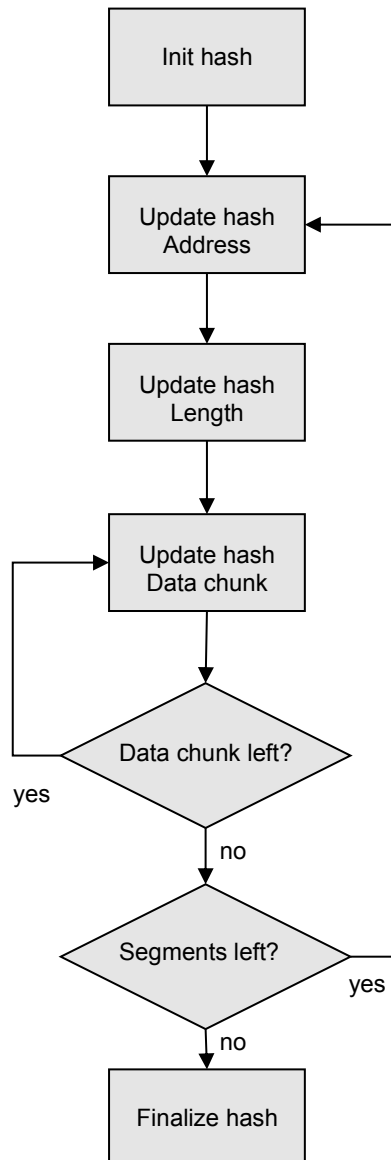 Init hash
Update hash
Address
Update hash
Length
Update hash
Data chunk
Data chunk left?
yes
no
Segments left?
yes
no
Finalize hash